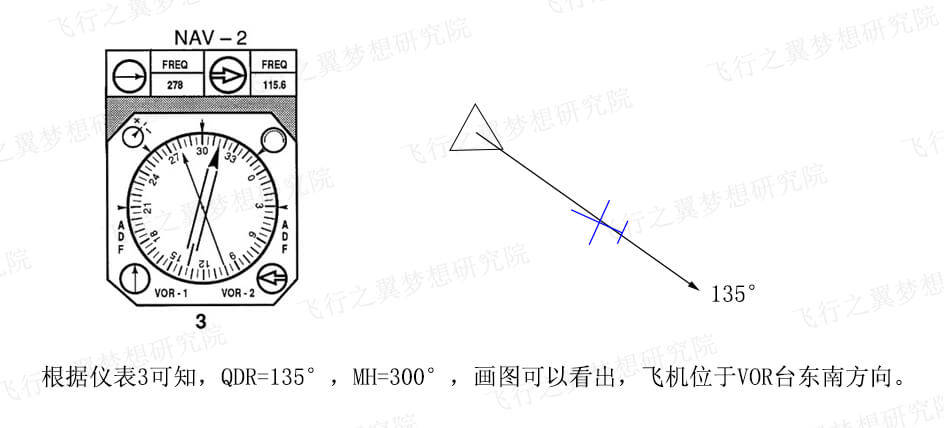 NAV－2
FREQ
278
FREQ
115.6
27 30 33 0 3 6 9 12 15 18 21 24
A D F
A D F
VOR-1
VOR-2
3
135°
根据仪表3可知，QDR=135°，MH=300°，画图可以看出，飞机位于VOR台东南方向。
飞行之翼梦想研究院